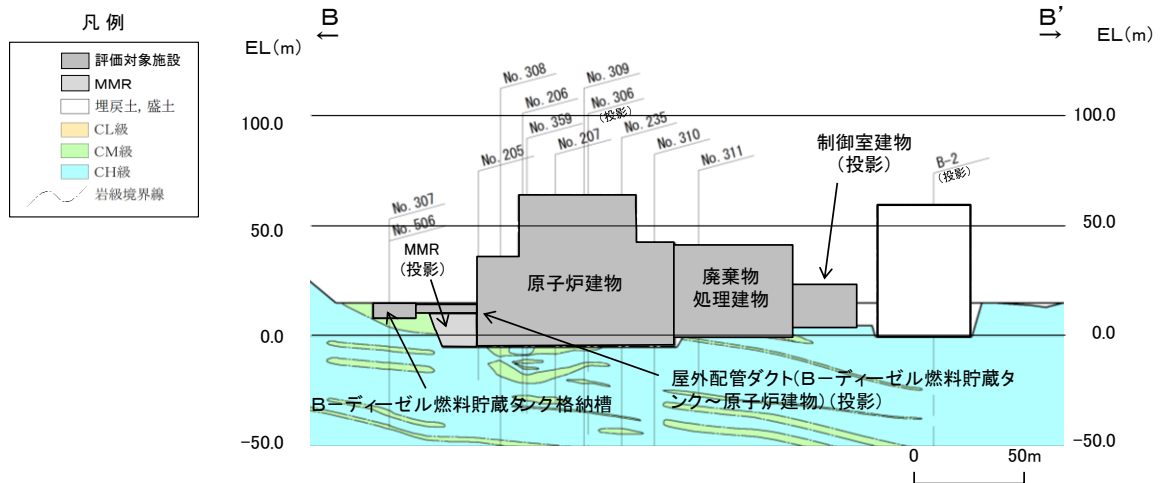 凡例
評価対象施設
MMR
埋戻土，盛土
CL級
CM級
CH級
岩級境界線
B
←
B'
→
EL(m)
EL(m)
100.0
50.0
0.0
-50.0
100.0
50.0
0.0
-50.0
No. 308
No. 206
No. 359
No. 207
No. 205
No. 307
No. 506
No. 309
No. 306
(投影)
No. 235
No. 310
No. 311
B-2
(投影)
制御室建物
(投影)
MMR
(投影)
原子炉建物
廃棄物
処理建物
B－ディーゼル燃料貯蔵タンク格納槽
屋外配管ダクト(B－ディーゼル燃料貯蔵タ
ンク～原子炉建物)(投影)
0
50m